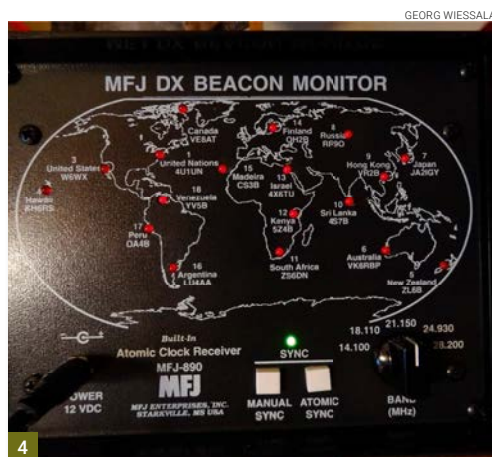 GEORG WIESSALA
MFJ DX BEACON MONITOR
Canada
VE8AT
14
Finland
OH2B
8
Russia
RP9O
3
United States
W6WX
United Nations
4U1UN
15
Madeira
CS3B
13
Israel
4X6TU
9
Hong Kong
VR2B
7
Japan
JA2IGY
Hawaii
KH6RS
18
Venezuela
YV5B
12
Kenya
5Z4B
10
Sri Lanka
4S7B
17
Peru
OA4B
6
Australia
VK6RBP
16
Argentina
LU4AA
11
South Africa
ZS6DN
5
New Zealand
ZL6B
Built-In
Atomic Clock Receiver
MFJ-890
MFJ
MFJ ENTERPRISES, INC.
STARKVILLE, MS USA
POWER
12 VDC
SYNC
MANUAL
SYNC
ATOMIC
SYNC
14.100
18.110
21.150
24.930
28.200
BAND
(MHz)
4